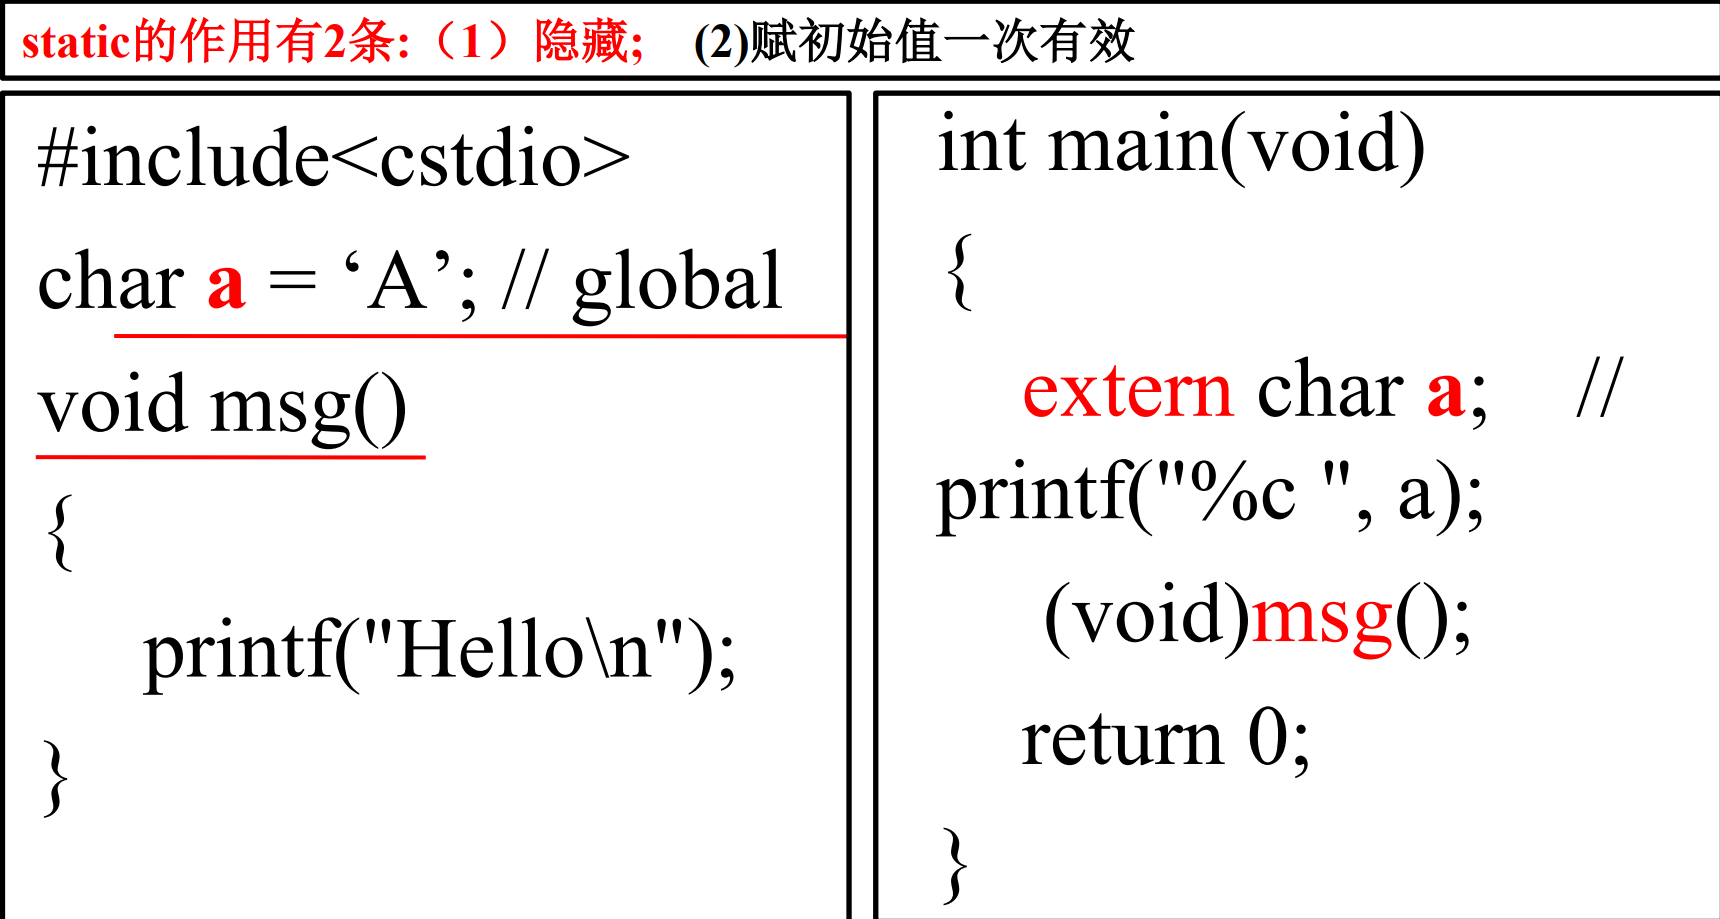 static的作用有2条:（1）隐藏;    (2)赋初始值一次有效
#include<cstdio>
char a = ‘A’; // global
void msg()
{
printf("Hello\n");
}
int main(void)
{
extern char a;    //
printf("%c ", a);
(void)msg();
return 0;
}